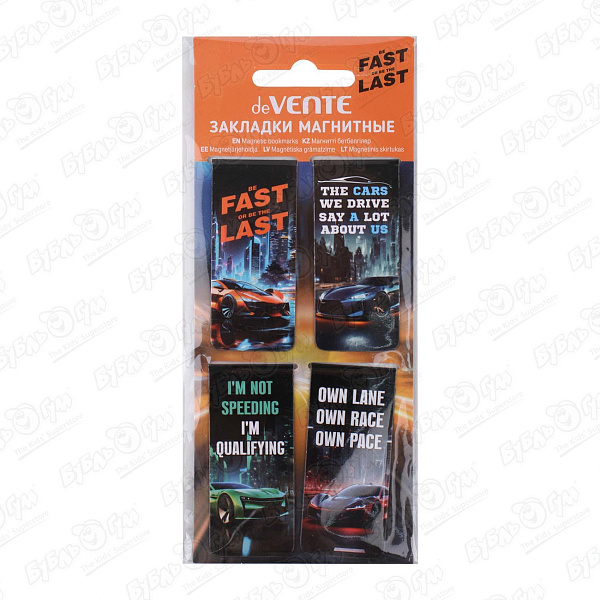 BE
FAST
OR BE THE
LAST
deVENTE
ЗАКЛАДКИ МАГНИТНЫЕ
EN Magnetic bookmarks KZ Магнитті бетбелгілер
EE Magnetjärjehoidja LV Magnētiska grāmatzīme LT Magnetinis skirtukas
BE
FAST
OR BE THE
LAST
THE CARS
WE DRIVE
SAY A LOT
ABOUT US
I'M NOT
SPEEDING
I'M
QUALIFYING
OWN LANE
OWN RACE
OWN PACE